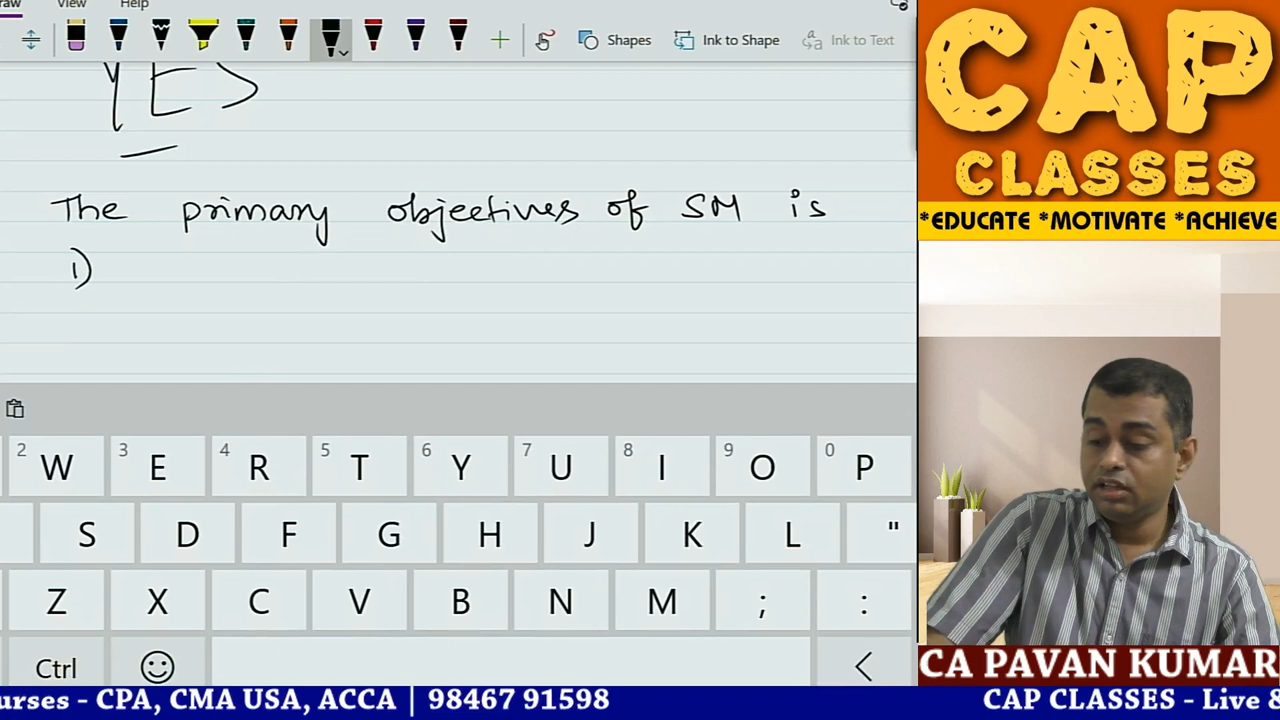 raw View Help
Shapes Ink to Shape Ink to Text
YES
The primary objectives of SM is
1)
2 W 3 E 4 R 5 T 6 Y 7 U 8 I 9 O 0 P
S D F G H J K L "
Z X C V B N M ; :
Ctrl
CAP
CLASSES
*EDUCATE *MOTIVATE *ACHIEVE
CA PAVAN KUMAR
urses - CPA, CMA USA, ACCA | 98467 91598 CAP CLASSES - Live &